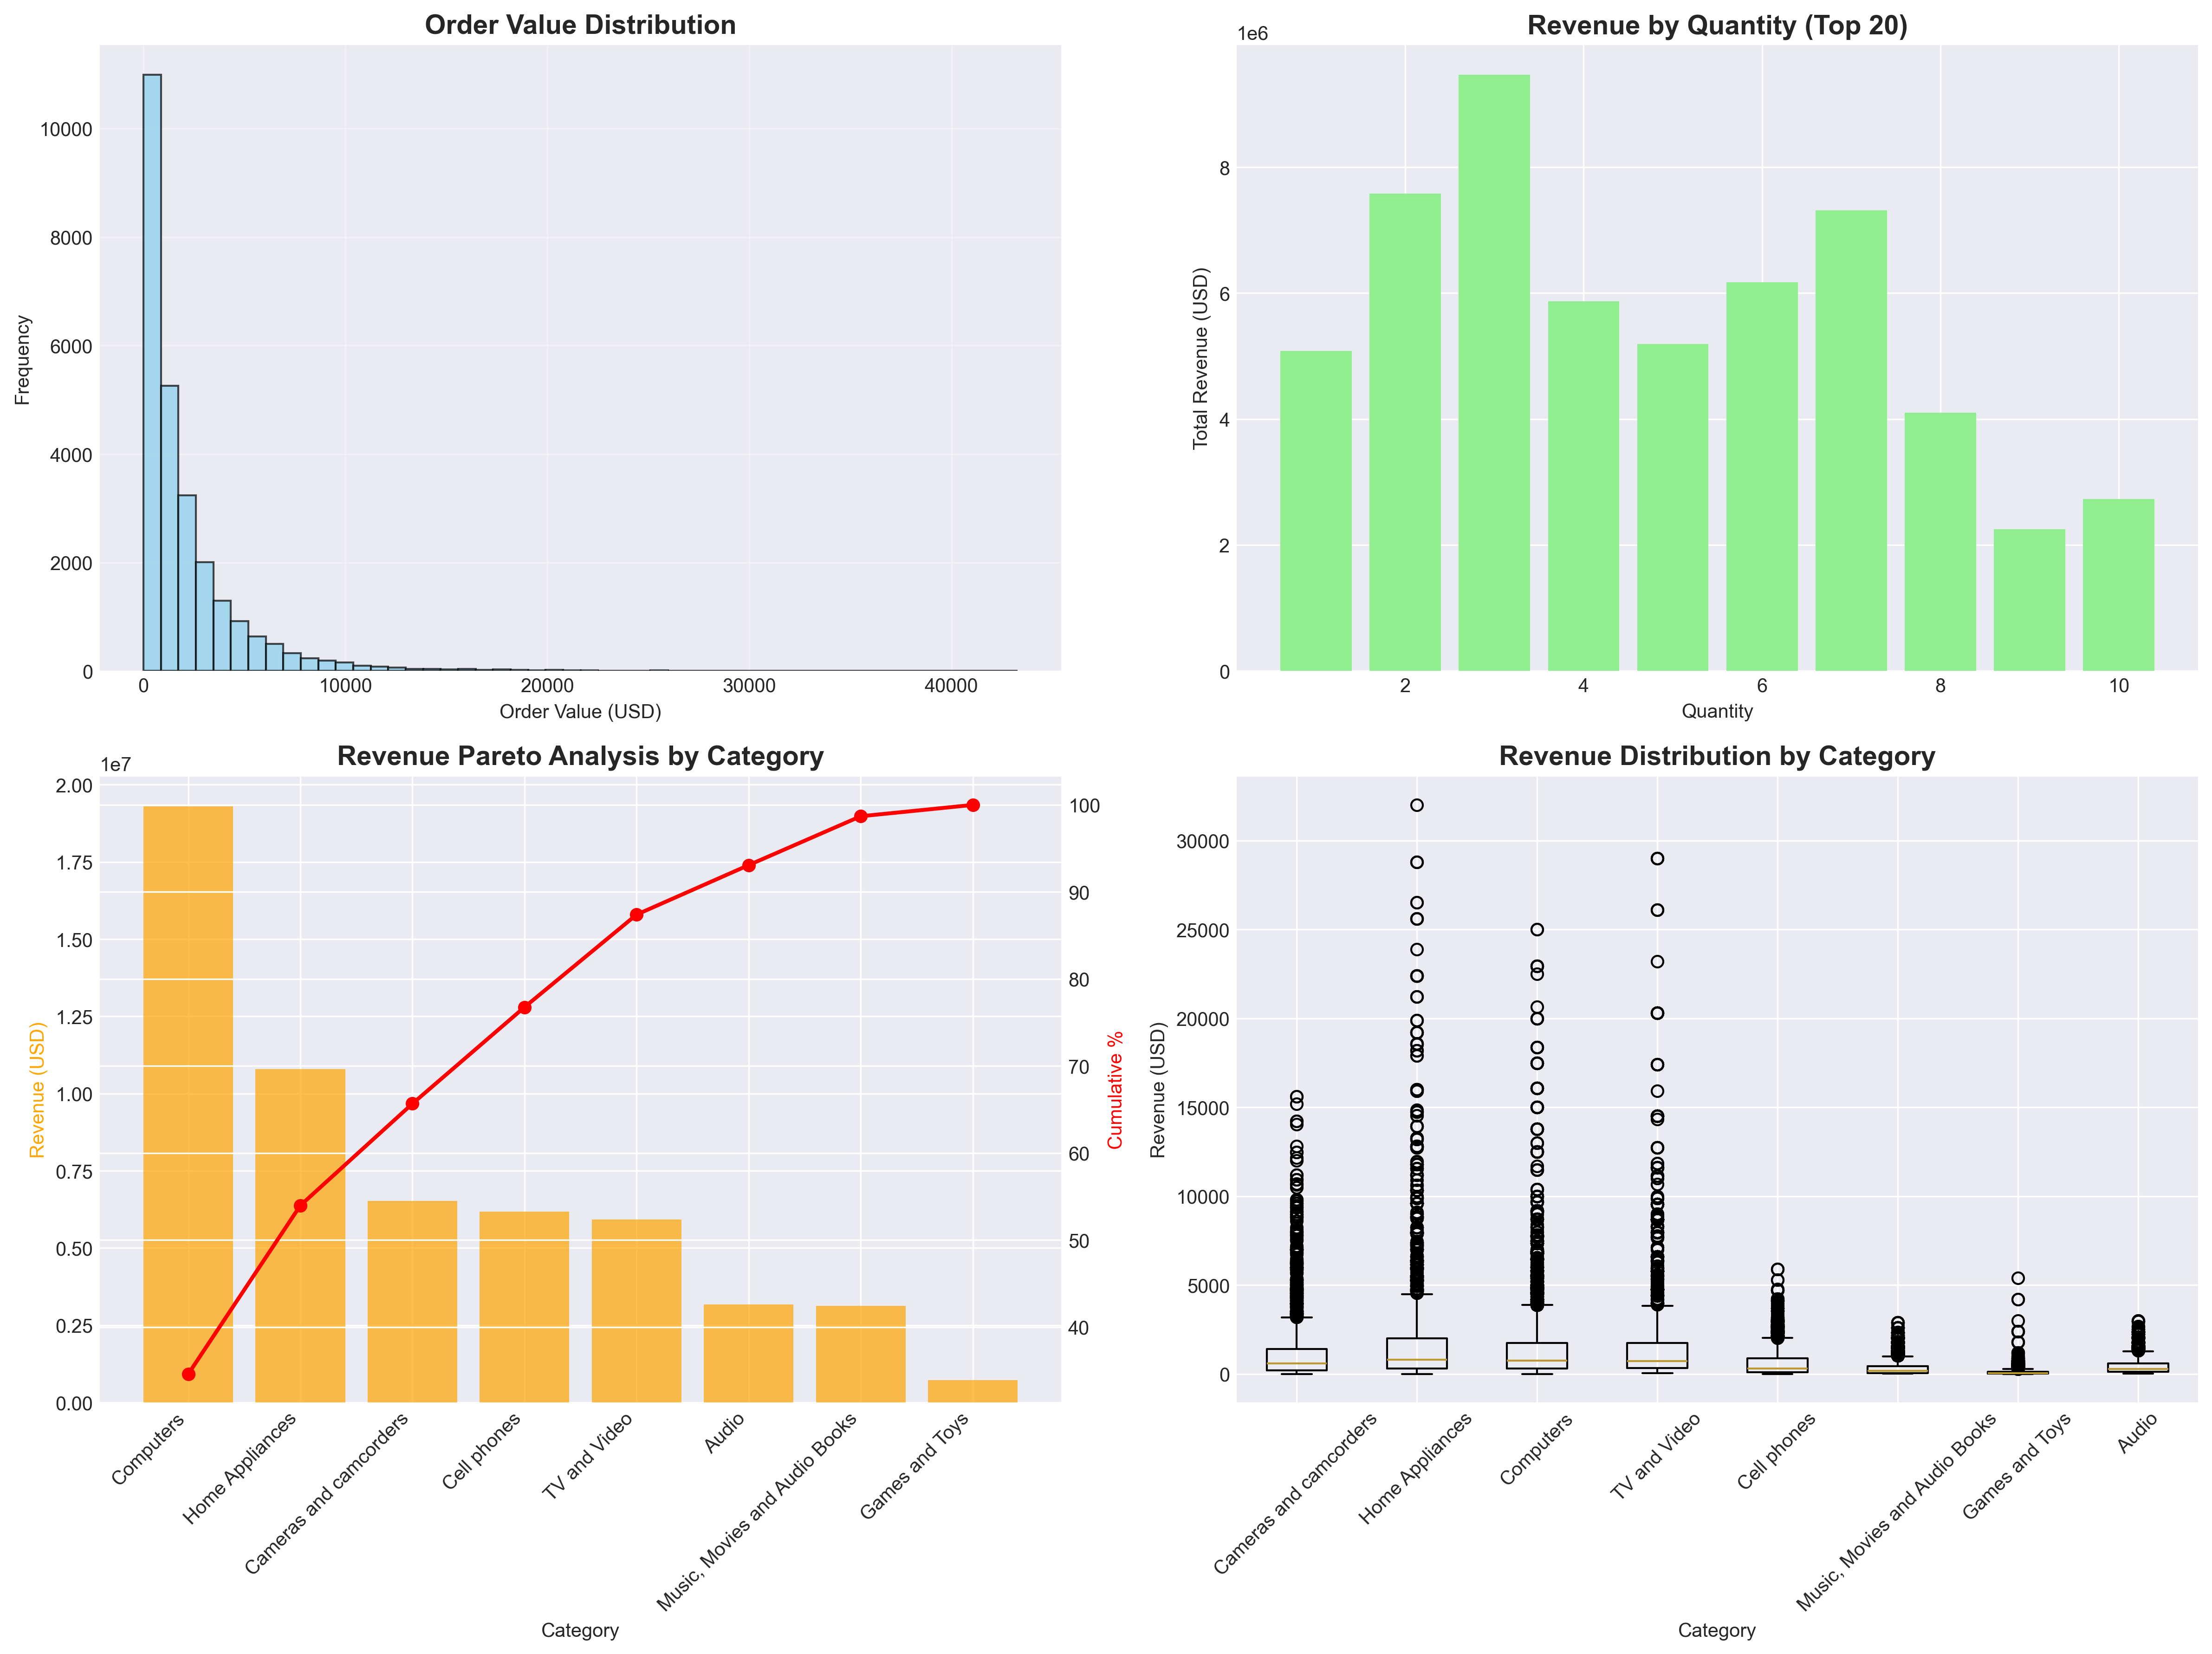 Order Value Distribution
Frequency
10000
8000
6000
4000
2000
0
0
10000
20000
30000
40000
Order Value (USD)
Revenue by Quantity (Top 20)
1e6
Total Revenue (USD)
8
6
4
2
0
2
4
6
8
10
Quantity
Revenue Pareto Analysis by Category
1e7
Revenue (USD)
2.00
1.75
1.50
1.25
1.00
0.75
0.50
0.25
0.00
100
90
80
70
60
50
40
Cumulative %
Computers
Home Appliances
Cameras and camcorders
Cell phones
TV and Video
Audio
Music, Movies and Audio Books
Games and Toys
Category
Revenue Distribution by Category
Revenue (USD)
30000
25000
20000
15000
10000
5000
0
Cameras and camcorders
Home Appliances
Computers
TV and Video
Cell phones
Music, Movies and Audio Books
Games and Toys
Audio
Category